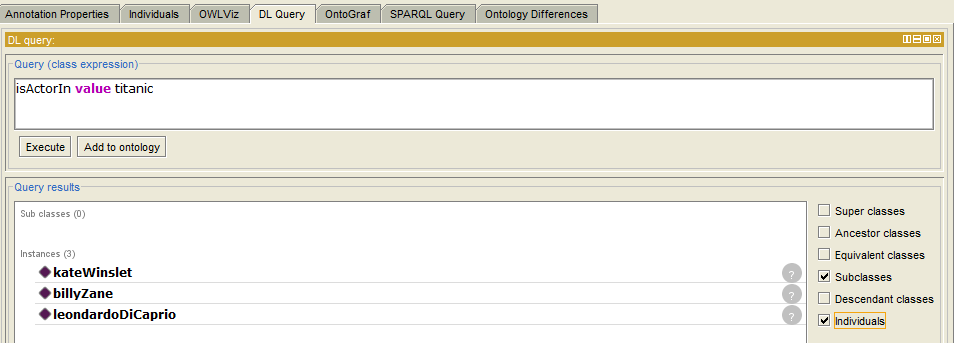 Annotation Properties Individuals OWLViz DL Query OntoGraf SPARQL Query Ontology Differences
DL query:
Query (class expression)
isActorIn value titanic
Execute Add to ontology
Query results
Sub classes (0)
Super classes
Ancestor classes
Instances (3)
Equivalent classes
kateWinslet ?
Subclasses
billyZane ?
Descendant classes
leondardoDiCaprio ?
Individuals